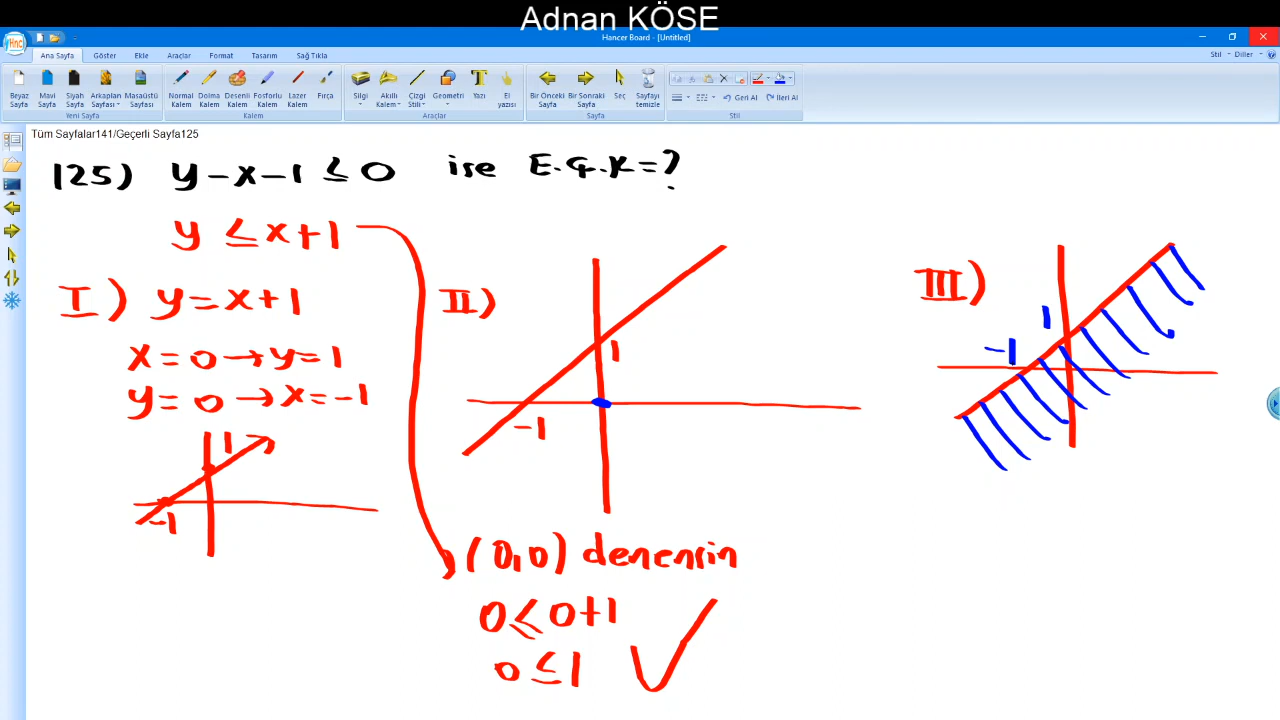 Adnan KÖSE
Hancer Board - [Untitled]
Hnc
Ana Sayfa Göster Ekle Araçlar Format Tasarım Sağ Tıkla
Stil Diller
Beyaz Sayfa
Mavi Sayfa
Siyah Sayfa
Arkaplan Sayfası
Masaüstü Sayfası
Normal Kalem
Dolma Kalem
Desenli Kalem
Fosforlu Kalem
Lazer Kalem
Fırça
Silgi
Akıllı Kalem
Çizgi Stili
Geometri
Yazı
El yazısı
Bir Önceki Sayfa
Bir Sonraki Sayfa
Seç
Sayfayı temizle
Geri Al
İleri Al
Yeni Sayfa Kalem Araçlar Sayfa Stil
Tüm Sayfalar141/Geçerli Sayfa125
125) y-x-1 ≤ 0 ise E.Ç.K=?
y ≤ x+1
I) y=x+1
x=0→y=1
y=0→x=-1
1
-1
II)
1
-1
(0,0) denensin
0≤0+1
0≤1
III)
1
-1